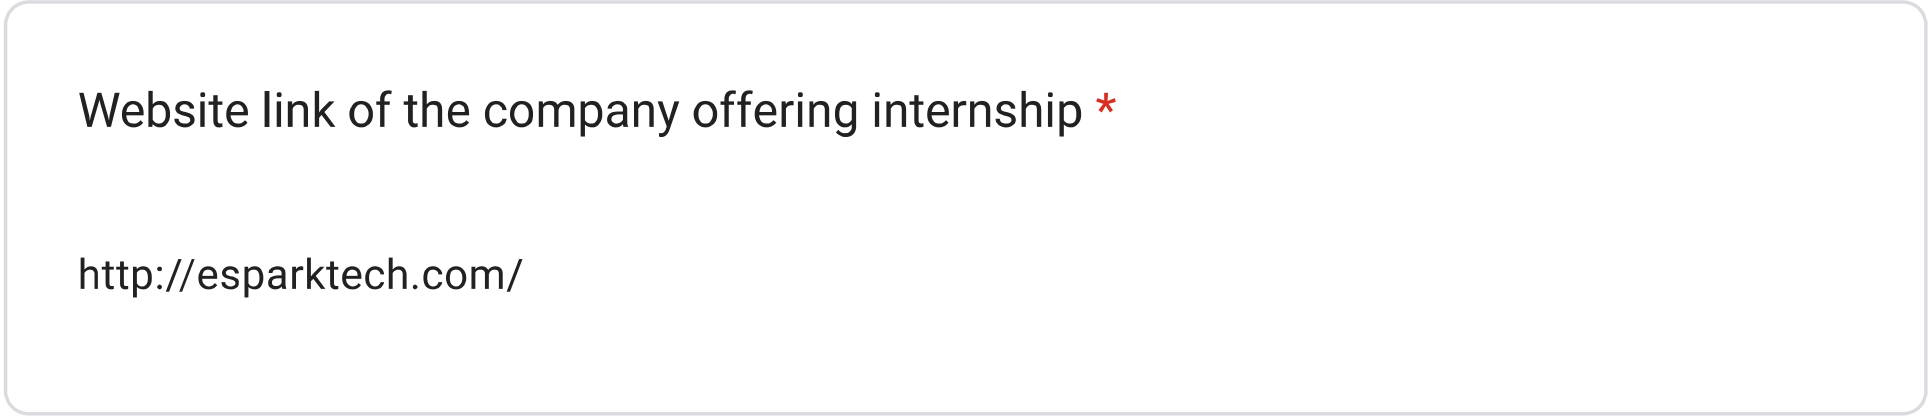 Website link of the company offering internship *
http://esparktech.com/